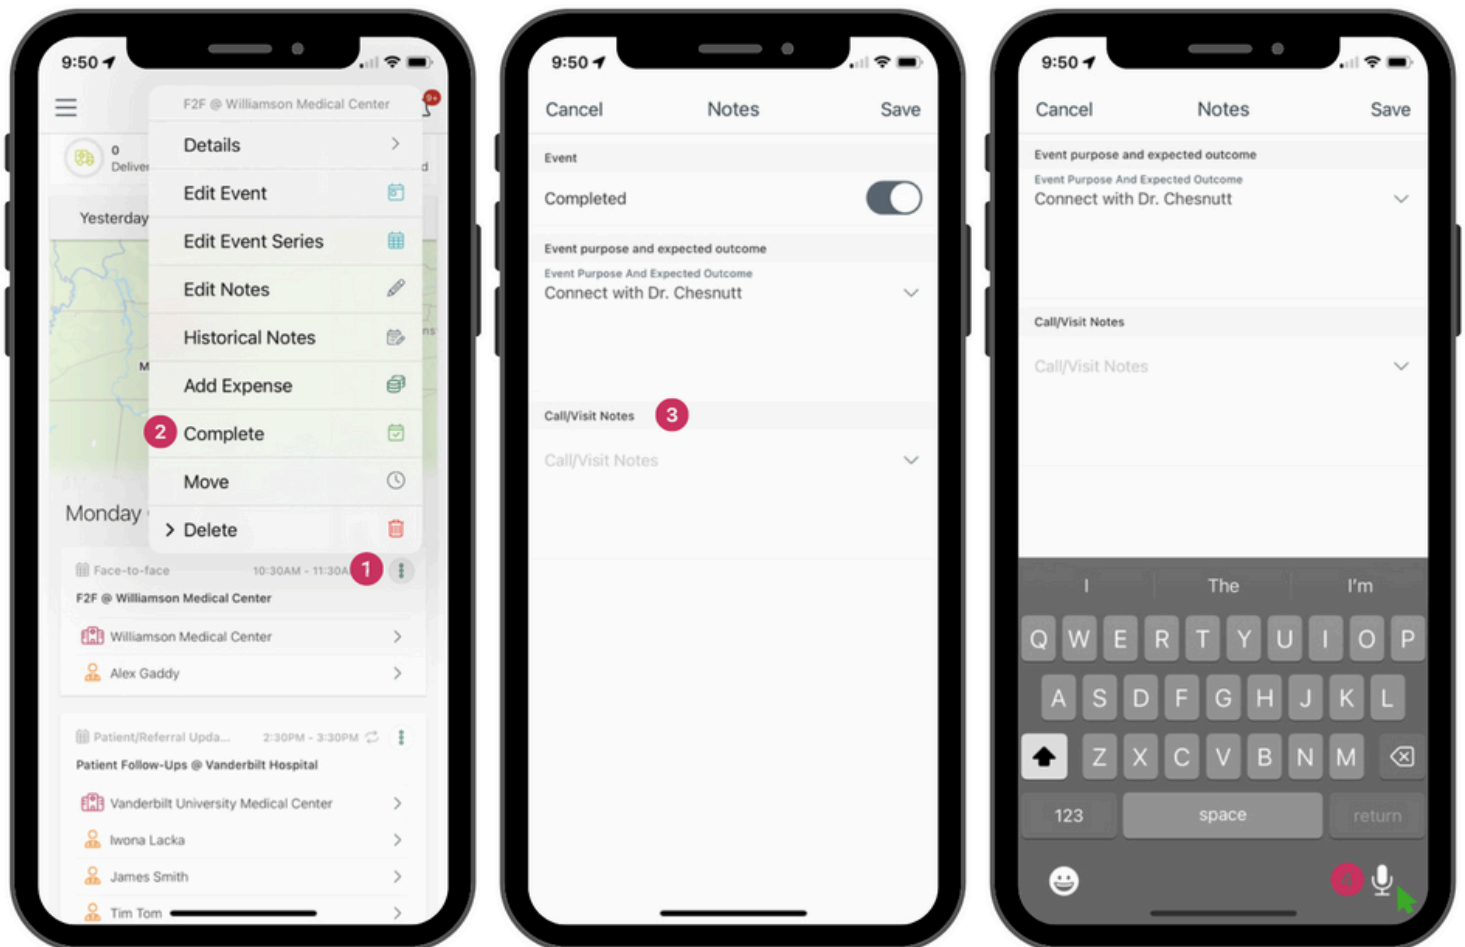 9:50
F2F @ Williamson Medical Center
9+
Details
0
Edit Event
Yesterday
Edit Event Series
Edit Notes
Historical Notes
M
Add Expense
2 Complete
Move
Monday
Delete
Face-to-face 10:30AM - 11:30A 1
F2F @ Williamson Medical Center
Williamson Medical Center
Alex Gaddy
Patient/Referral Upda... 2:30PM - 3:30PM
Patient Follow-Ups @ Vanderbilt Hospital
Vanderbilt University Medical Center
Iwona Lacka
James Smith
Tim Tom
9:50
Cancel Notes Save
Event
Completed
Event purpose and expected outcome
Event Purpose And Expected Outcome
Connect with Dr. Chesnutt
Call/Visit Notes 3
Call/Visit Notes
9:50
Cancel Notes Save
Event purpose and expected outcome
Event Purpose And Expected Outcome
Connect with Dr. Chesnutt
Call/Visit Notes
Call/Visit Notes
I The I'm
Q W E R T Y U I O P
A S D F G H J K L
Z X C V B N M
123 space return
4